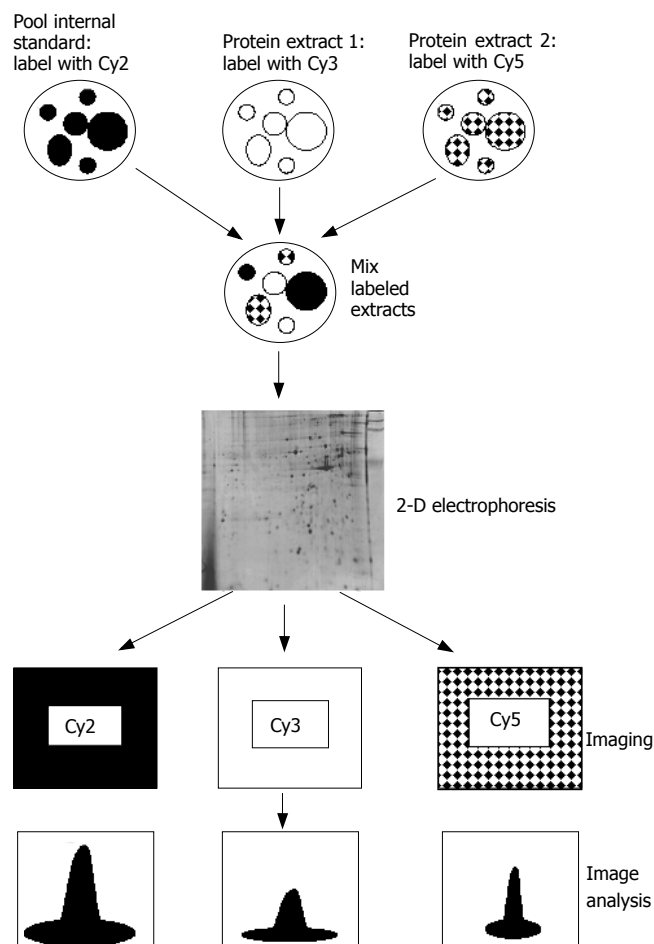 Pool internal
standard:
label with Cy2
Protein extract 1:
label with Cy3
Protein extract 2:
label with Cy5
Mix
labeled
extracts
2-D electrophoresis
Cy2
Cy3
Cy5
Imaging
Image
analysis